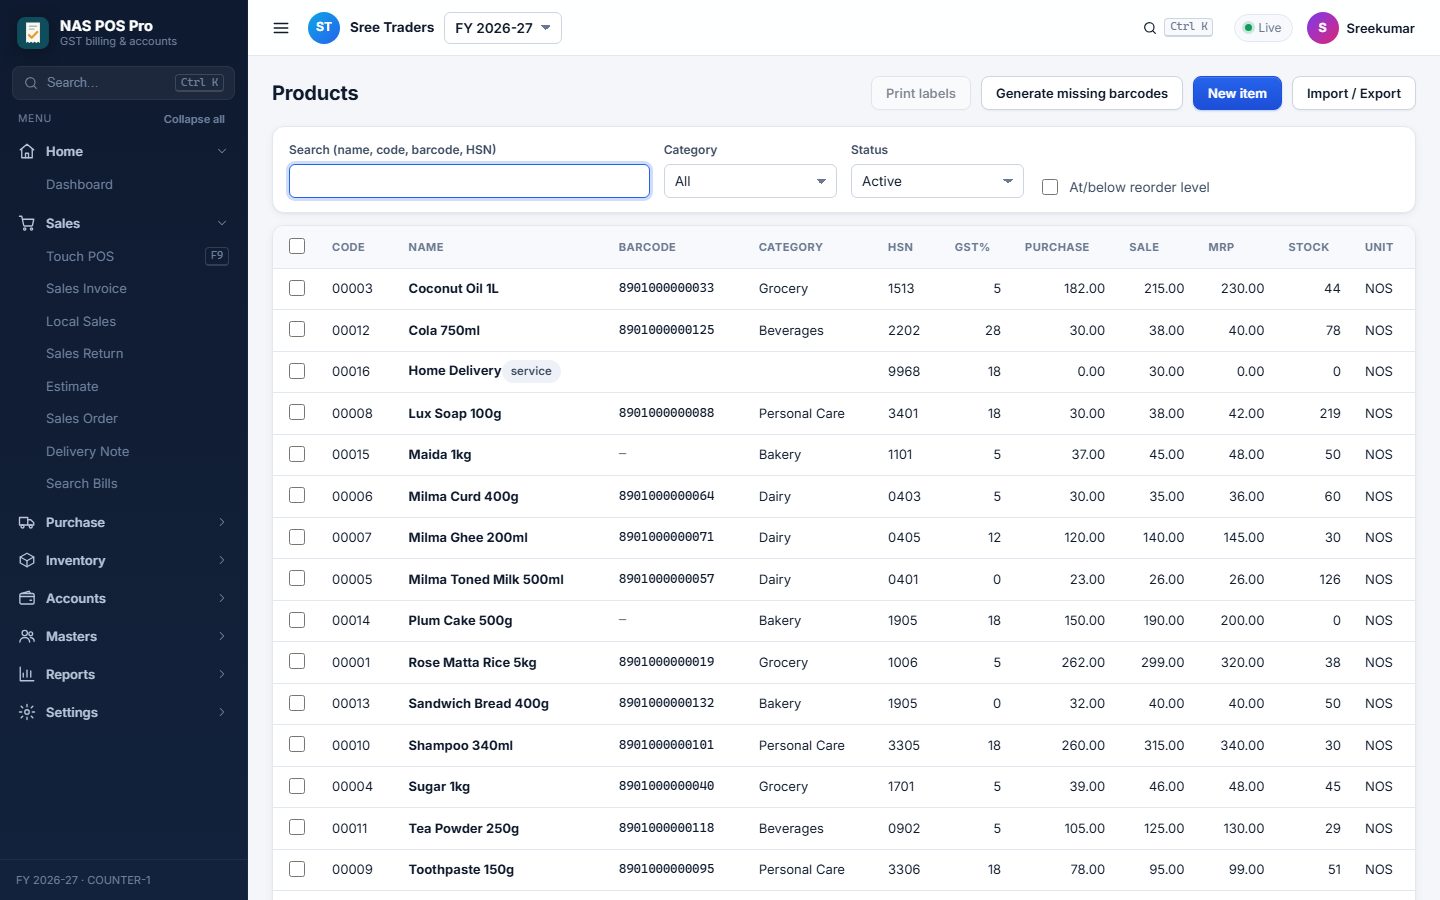 NAS POS Pro
GST billing & accounts
Search... Ctrl K
MENU Collapse all
Home
Dashboard
Sales
Touch POS F9
Sales Invoice
Local Sales
Sales Return
Estimate
Sales Order
Delivery Note
Search Bills
Purchase
Inventory
Accounts
Masters
Reports
Settings
FY 2026-27 · COUNTER-1
ST Sree Traders FY 2026-27 Ctrl K Live S Sreekumar
Products Print labels Generate missing barcodes New item Import / Export
Search (name, code, barcode, HSN) Category Status
All Active At/below reorder level
CODE NAME BARCODE CATEGORY HSN GST% PURCHASE SALE MRP STOCK UNIT
00003 Coconut Oil 1L 8901000000033 Grocery 1513 5 182.00 215.00 230.00 44 NOS
00012 Cola 750ml 8901000000125 Beverages 2202 28 30.00 38.00 40.00 78 NOS
00016 Home Delivery service 9968 18 0.00 30.00 0.00 0 NOS
00008 Lux Soap 100g 8901000000088 Personal Care 3401 18 30.00 38.00 42.00 219 NOS
00015 Maida 1kg – Bakery 1101 5 37.00 45.00 48.00 50 NOS
00006 Milma Curd 400g 8901000000064 Dairy 0403 5 30.00 35.00 36.00 60 NOS
00007 Milma Ghee 200ml 8901000000071 Dairy 0405 12 120.00 140.00 145.00 30 NOS
00005 Milma Toned Milk 500ml 8901000000057 Dairy 0401 0 23.00 26.00 26.00 126 NOS
00014 Plum Cake 500g – Bakery 1905 18 150.00 190.00 200.00 0 NOS
00001 Rose Matta Rice 5kg 8901000000019 Grocery 1006 5 262.00 299.00 320.00 38 NOS
00013 Sandwich Bread 400g 8901000000132 Bakery 1905 0 32.00 40.00 40.00 50 NOS
00010 Shampoo 340ml 8901000000101 Personal Care 3305 18 260.00 315.00 340.00 30 NOS
00004 Sugar 1kg 8901000000040 Grocery 1701 5 39.00 46.00 48.00 45 NOS
00011 Tea Powder 250g 8901000000118 Beverages 0902 5 105.00 125.00 130.00 29 NOS
00009 Toothpaste 150g 8901000000095 Personal Care 3306 18 78.00 95.00 99.00 51 NOS